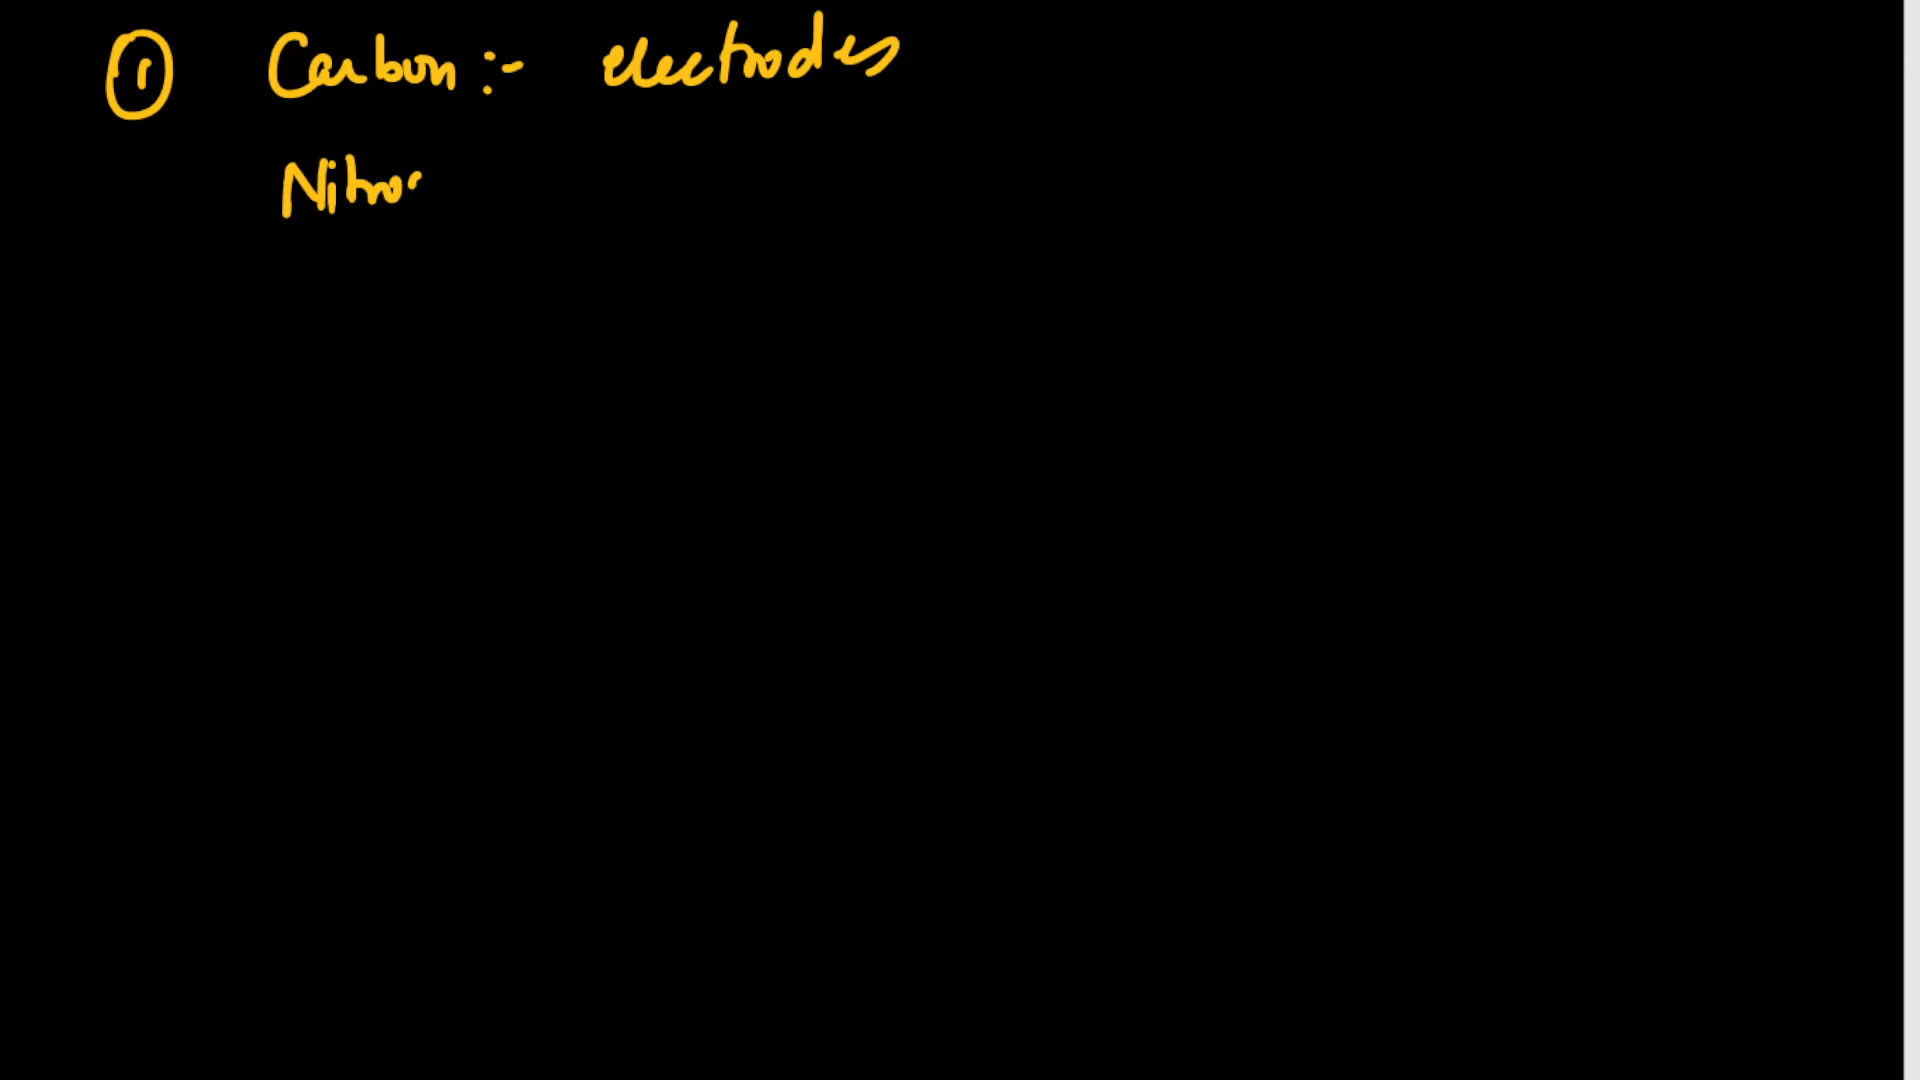 ① Carbon :- electrodes
Nitro